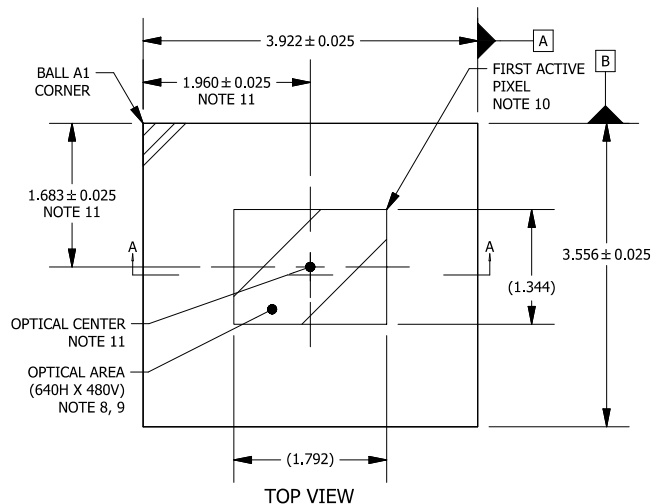 3.922 ± 0.025
A
B
BALL A1
CORNER
1.960 ± 0.025
NOTE 11
FIRST ACTIVE
PIXEL
NOTE 10
1.683 ± 0.025
NOTE 11
A
A
3.556 ± 0.025
(1.344)
OPTICAL CENTER
NOTE 11
OPTICAL AREA
(640H X 480V)
NOTE 8, 9
(1.792)
TOP VIEW